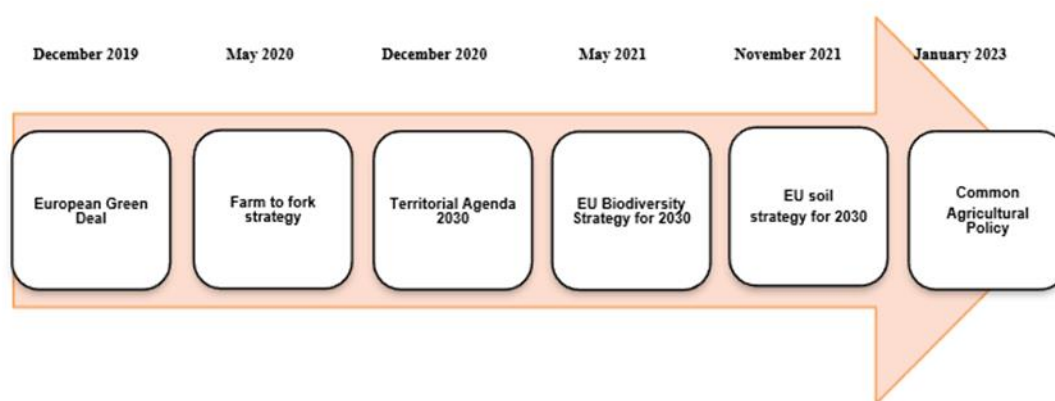 December 2019
May 2020
December 2020
May 2021
November 2021
January 2023
European Green
Deal
Farm to fork
strategy
Territorial Agenda
2030
EU Biodiversity
Strategy for 2030
EU soil
strategy for 2030
Common
Agricultural
Policy